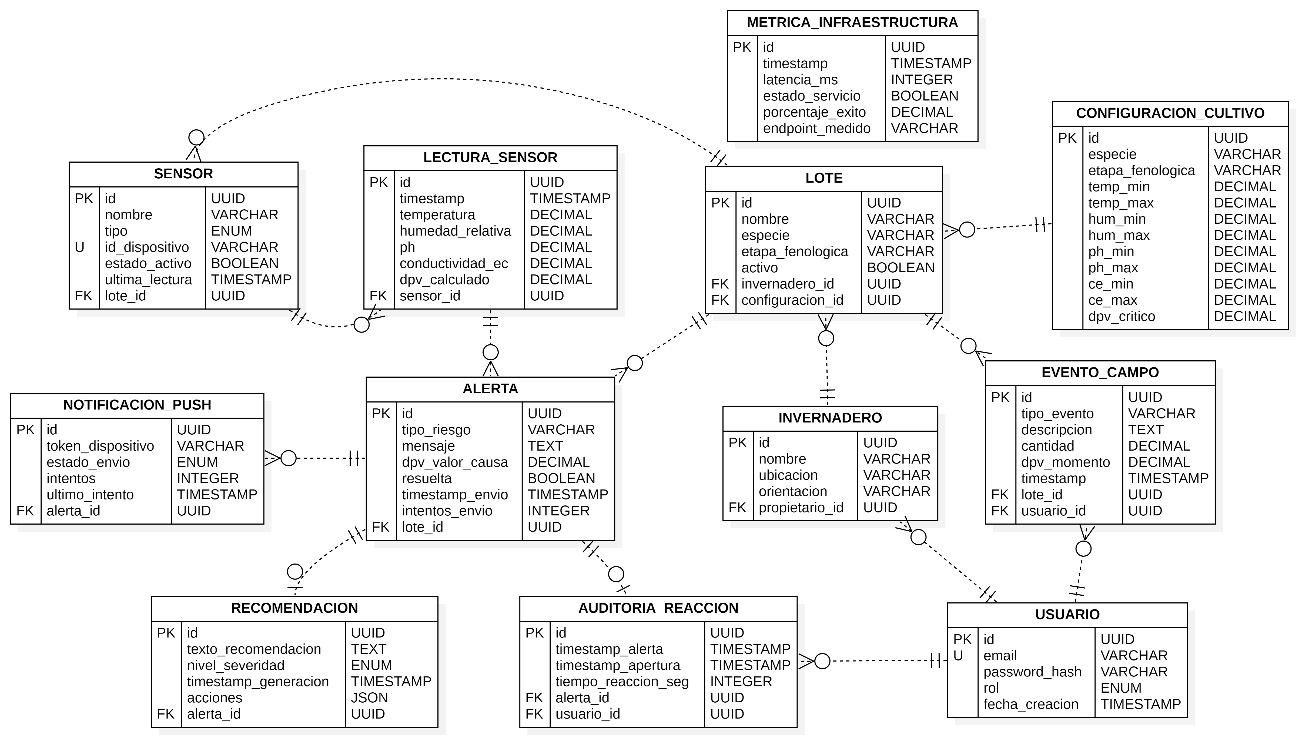 METRICA_INFRAESTRUCTURA
PK id UUID
timestamp TIMESTAMP
latencia_ms INTEGER
estado_servicio BOOLEAN
porcentaje_exito DECIMAL
endpoint_medido VARCHAR
CONFIGURACION_CULTIVO
PK id UUID
especie VARCHAR
etapa_fenologica VARCHAR
temp_min DECIMAL
temp_max DECIMAL
hum_min DECIMAL
hum_max DECIMAL
ph_min DECIMAL
ph_max DECIMAL
ce_min DECIMAL
ce_max DECIMAL
dpv_critico DECIMAL
SENSOR
PK id UUID
nombre VARCHAR
tipo ENUM
U id_dispositivo VARCHAR
estado_activo BOOLEAN
ultima_lectura TIMESTAMP
FK lote_id UUID
LECTURA_SENSOR
PK id UUID
timestamp TIMESTAMP
temperatura DECIMAL
humedad_relativa DECIMAL
ph DECIMAL
conductividad_ec DECIMAL
dpv_calculado DECIMAL
FK sensor_id UUID
LOTE
PK id UUID
nombre VARCHAR
especie VARCHAR
etapa_fenologica VARCHAR
activo BOOLEAN
FK invernadero_id UUID
FK configuracion_id UUID
NOTIFICACION_PUSH
PK id UUID
token_dispositivo VARCHAR
estado_envio ENUM
intentos INTEGER
ultimo_intento TIMESTAMP
FK alerta_id UUID
ALERTA
PK id UUID
tipo_riesgo VARCHAR
mensaje TEXT
dpv_valor_causa DECIMAL
resuelta BOOLEAN
timestamp_envio TIMESTAMP
intentos_envio INTEGER
FK lote_id UUID
INVERNADERO
PK id UUID
nombre VARCHAR
ubicacion VARCHAR
orientacion VARCHAR
FK propietario_id UUID
EVENTO_CAMPO
PK id UUID
tipo_evento VARCHAR
descripcion TEXT
cantidad DECIMAL
dpv_momento DECIMAL
timestamp TIMESTAMP
FK lote_id UUID
FK usuario_id UUID
RECOMENDACION
PK id UUID
texto_recomendacion TEXT
nivel_severidad ENUM
timestamp_generacion TIMESTAMP
acciones JSON
FK alerta_id UUID
AUDITORIA_REACCION
PK id UUID
timestamp_alerta TIMESTAMP
timestamp_apertura TIMESTAMP
tiempo_reaccion_seg INTEGER
FK alerta_id UUID
FK usuario_id UUID
USUARIO
PK id UUID
U email VARCHAR
password_hash VARCHAR
rol ENUM
fecha_creacion TIMESTAMP